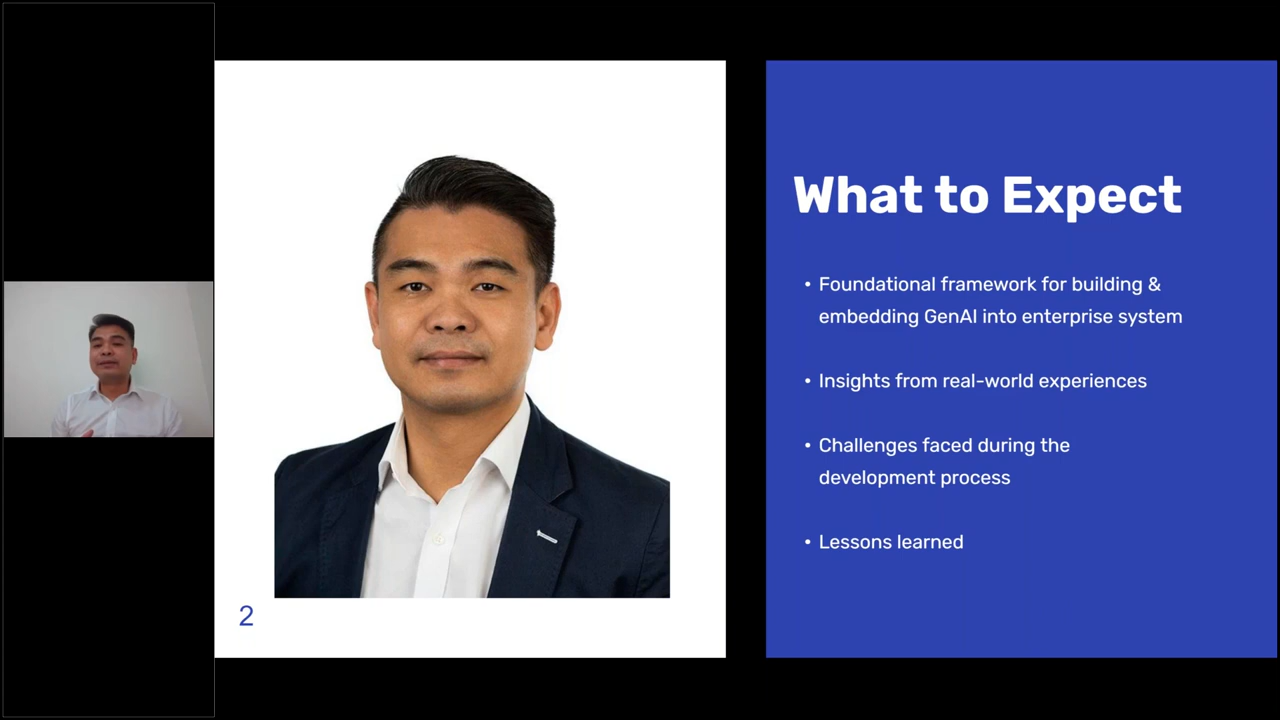 What to Expect
• Foundational framework for building &
embedding GenAI into enterprise system
• Insights from real-world experiences
• Challenges faced during the
development process
• Lessons learned
2